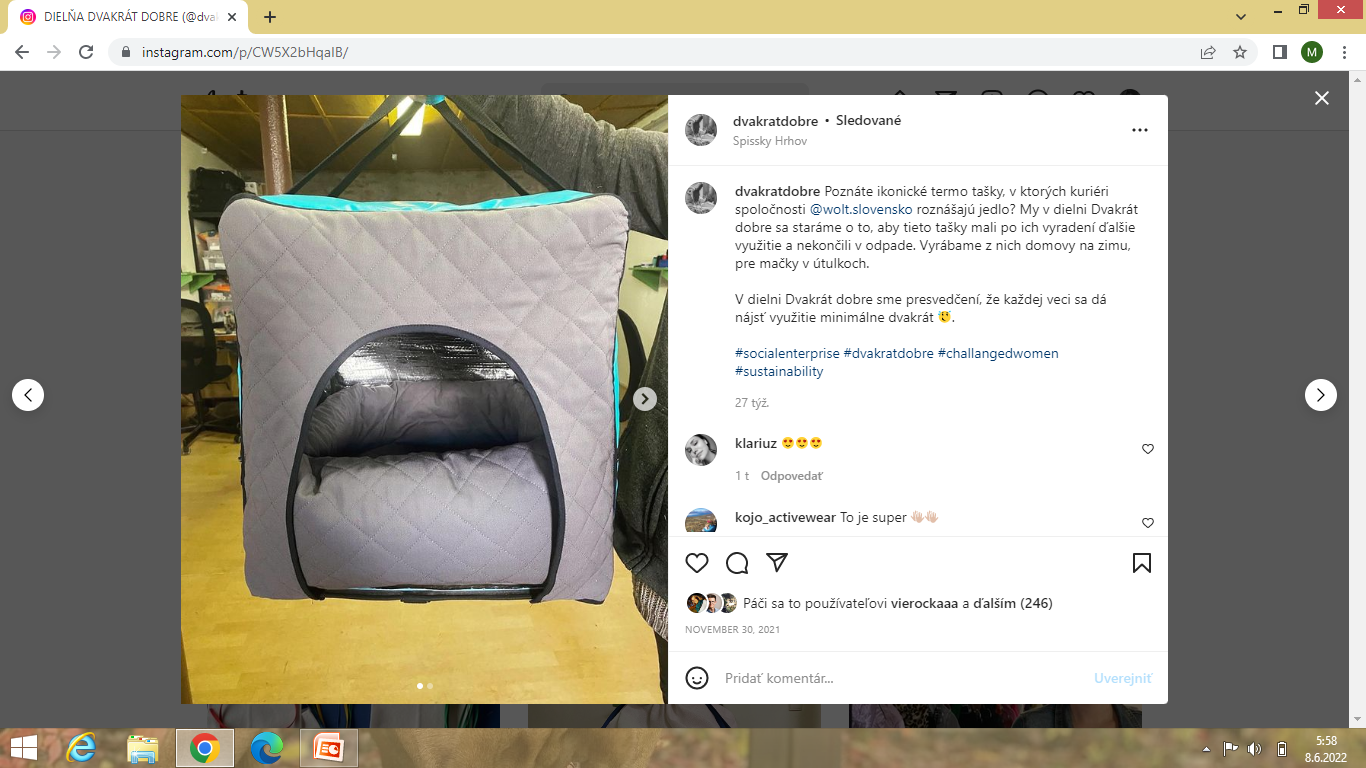 DIELŇA DVAKRÁT DOBRE (@dva
instagram.com/p/CW5X2bHqaIB/
M
dvakratdobre • Sledované
Spissky Hrhov
dvakratdobre Poznáte ikonické termo tašky, v ktorých kuriéri
spoločnosti @wolt.slovensko roznášajú jedlo? My v dielni Dvakrát
dobre sa staráme o to, aby tieto tašky mali po ich vyradení ďalšie
využitie a nekončili v odpade. Vyrábame z nich domovy na zimu,
pre mačky v útulkoch.
V dielni Dvakrát dobre sme presvedčení, že každej veci sa dá
nájsť využitie minimálne dvakrát 🥳.
#socialenterprise #dvakratdobre #challangedwomen
#sustainability
27 týž.
klariuz 😍😍😍
1 t Odpovedať
kojo_activewear To je super 👏🏻👏🏻
Páči sa to používateľovi vierockaaa a ďalším (246)
NOVEMBER 30, 2021
Pridať komentár...
Uverejniť
5:58
8.6.2022